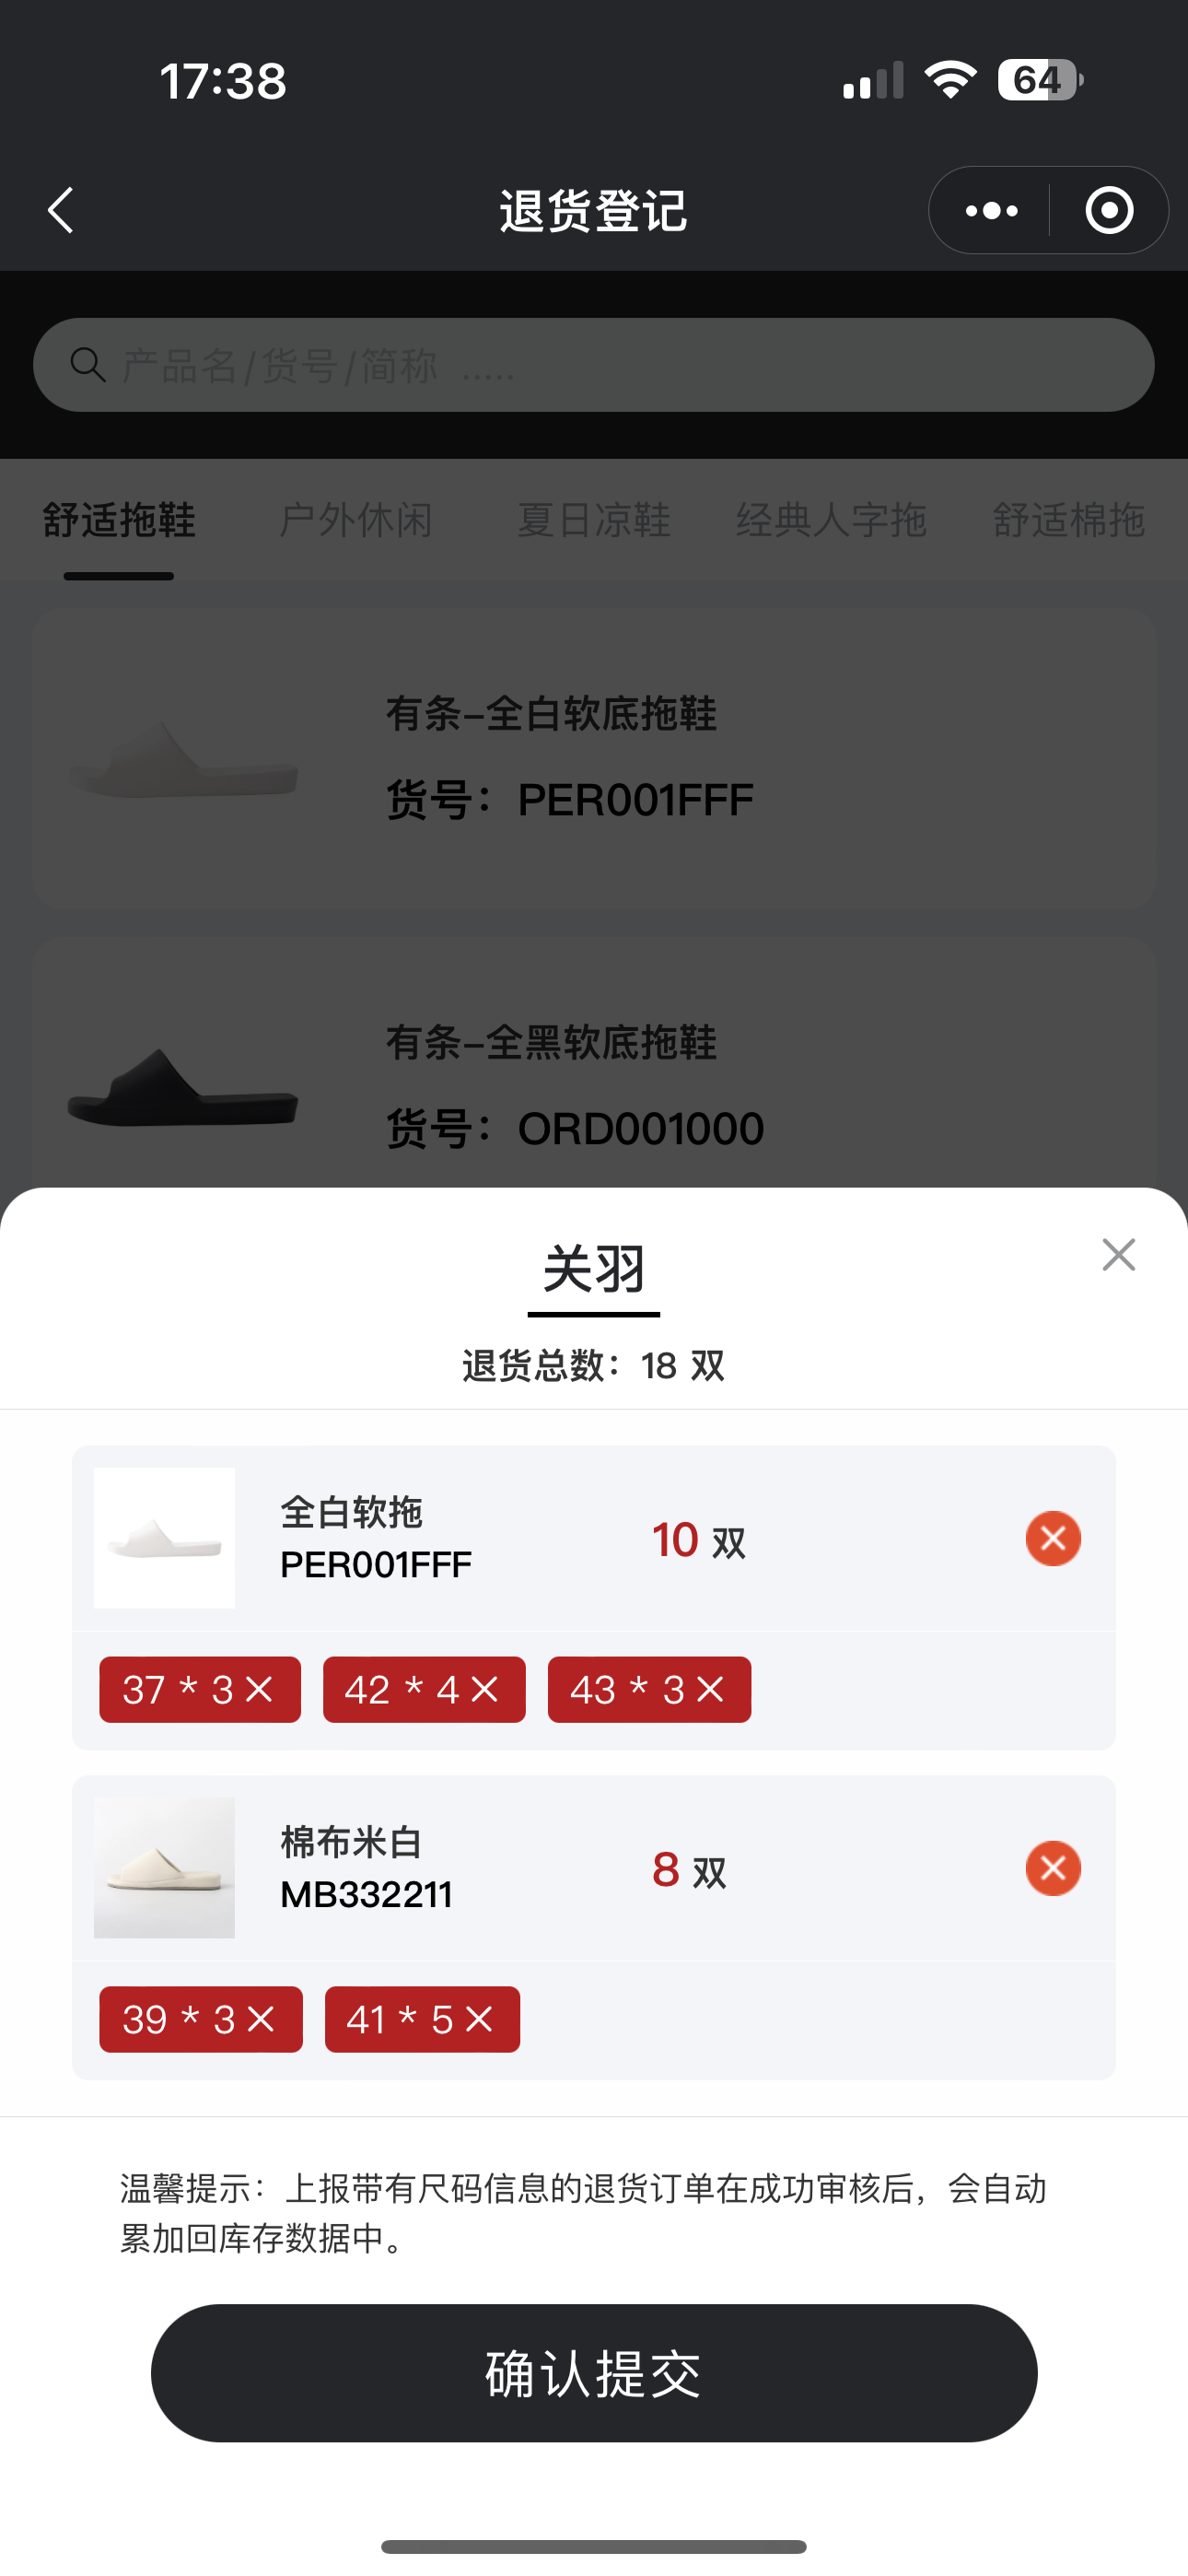 17:38
64
退货登记
产品名/货号/简称 .....
舒适拖鞋 户外休闲 夏日凉鞋 经典人字拖 舒适棉拖
有条-全白软底拖鞋
货号：PER001FFF
有条-全黑软底拖鞋
货号：ORD001000
关羽
退货总数：18 双
全白软拖
PER001FFF
10 双
37 * 3 ×
42 * 4 ×
43 * 3 ×
棉布米白
MB332211
8 双
39 * 3 ×
41 * 5 ×
温馨提示：上报带有尺码信息的退货订单在成功审核后，会自动
累加回库存数据中。
确认提交